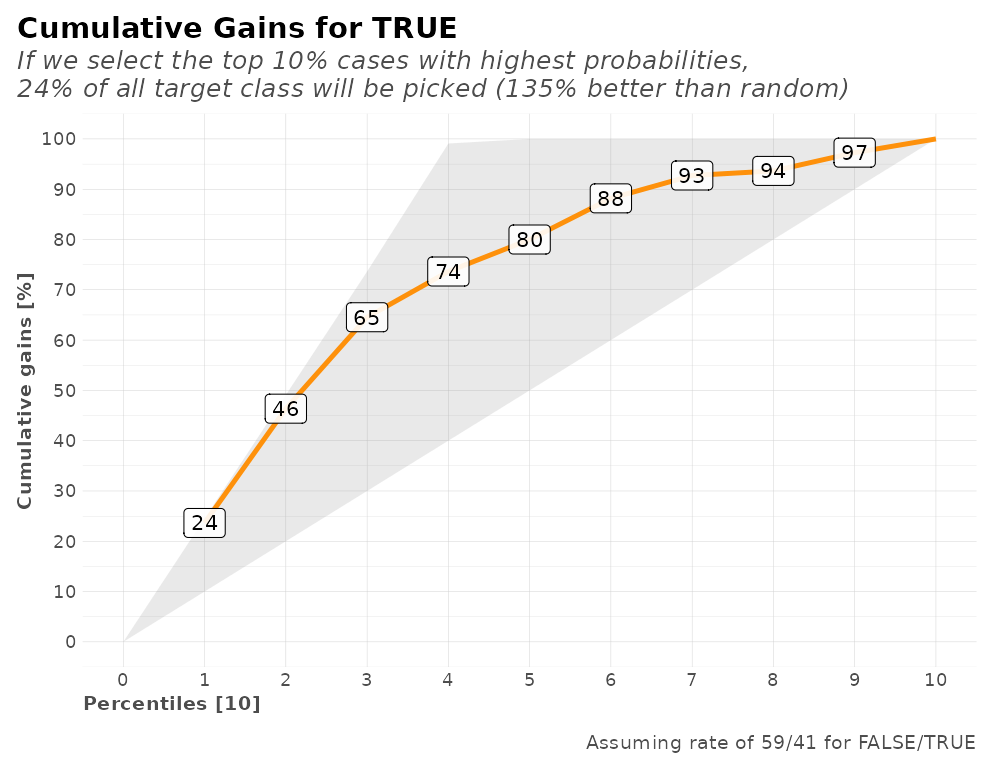 Cumulative Gains for TRUE
If we select the top 10% cases with highest probabilities,
24% of all target class will be picked (135% better than random)
Cumulative gains [%]
100
90
80
70
60
50
40
30
20
10
0
24
46
65
74
80
88
93
94
97
0 1 2 3 4 5 6 7 8 9 10
Percentiles [10]
Assuming rate of 59/41 for FALSE/TRUE